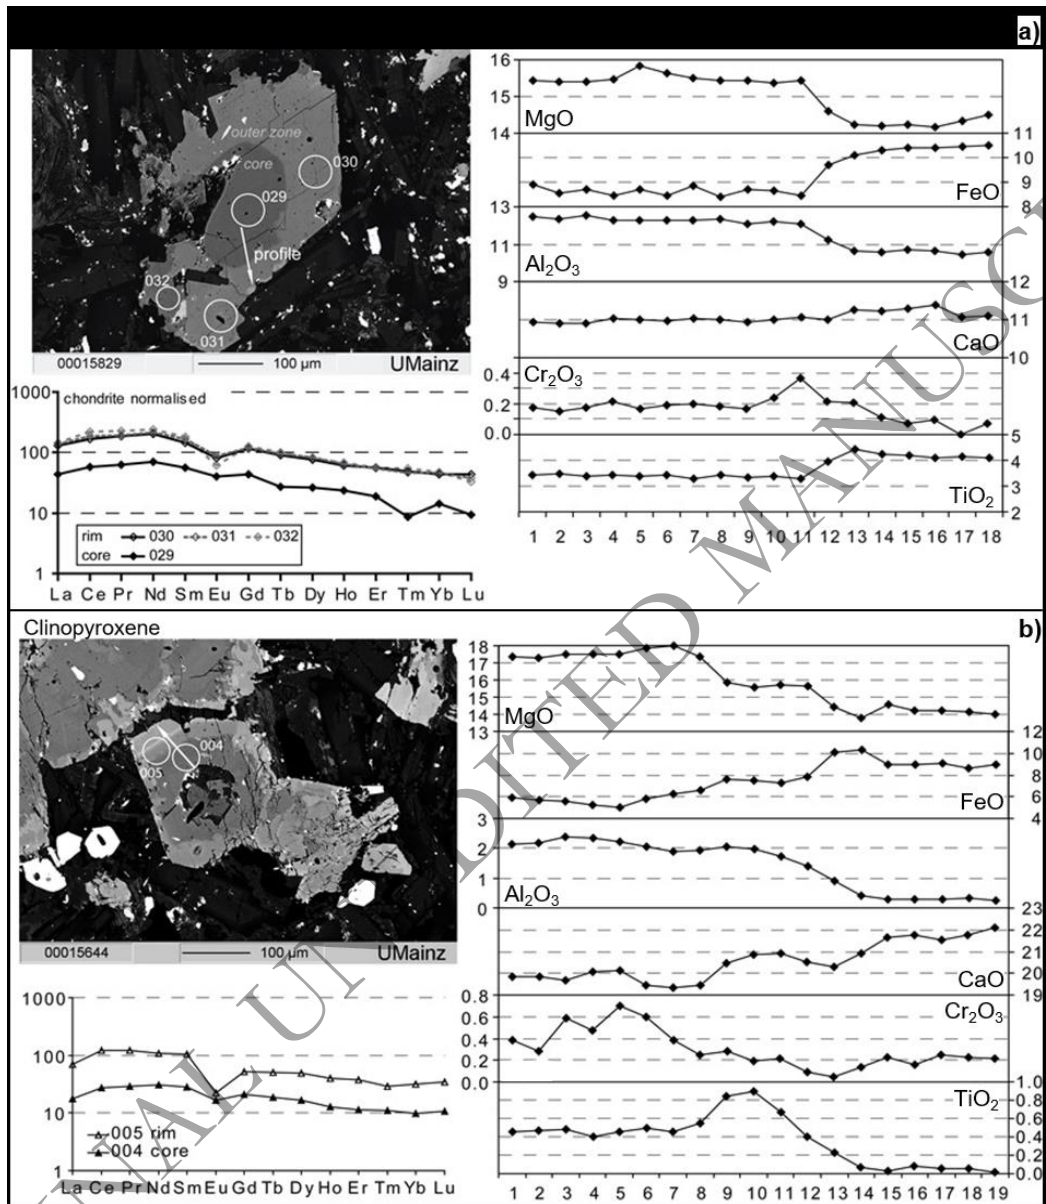 a)
outer zone
core
030
029
profile
032
031
00015829
100 µm
UMainz
16
15
14
MgO
11
10
9
8
FeO
13
11
9
Al2O3
12
11
10
CaO
0.4
0.2
0.0
Cr2O3
5
4
3
2
TiO2
1 2 3 4 5 6 7 8 9 10 11 12 13 14 15 16 17 18
1000
100
10
1
chondrite normalised
rim 030 031 032
core 029
La Ce Pr Nd Sm Eu Gd Tb Dy Ho Er Tm Yb Lu
b)
Clinopyroxene
004
005
00015644
100 µm
UMainz
18
17
16
15
14
13
MgO
12
10
8
6
4
FeO
3
2
1
0
Al2O3
23
22
21
20
19
CaO
0.8
0.6
0.4
0.2
0.0
Cr2O3
1.0
0.8
0.6
0.4
0.2
0.0
TiO2
1 2 3 4 5 6 7 8 9 10 11 12 13 14 15 16 17 18 19
1000
100
10
1
005 rim
004 core
La Ce Pr Nd Sm Eu Gd Tb Dy Ho Er Tm Yb Lu
UNEDITED MANUSC